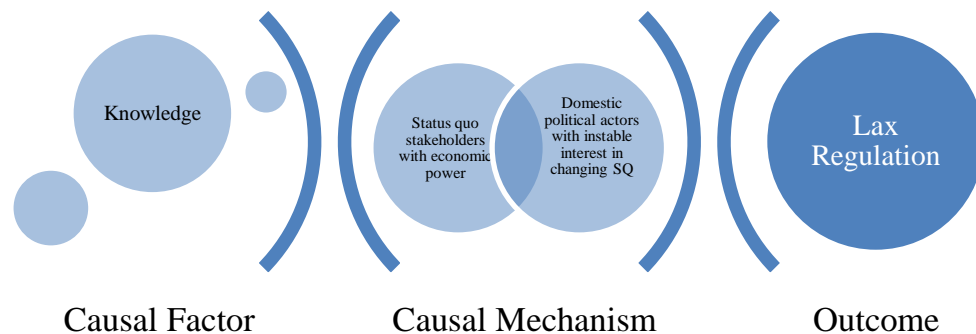 Knowledge
Status quo
stakeholders
with economic
power
Domestic
political actors
with instable
interest in
changing SQ
Lax
Regulation
Causal Factor
Causal Mechanism
Outcome